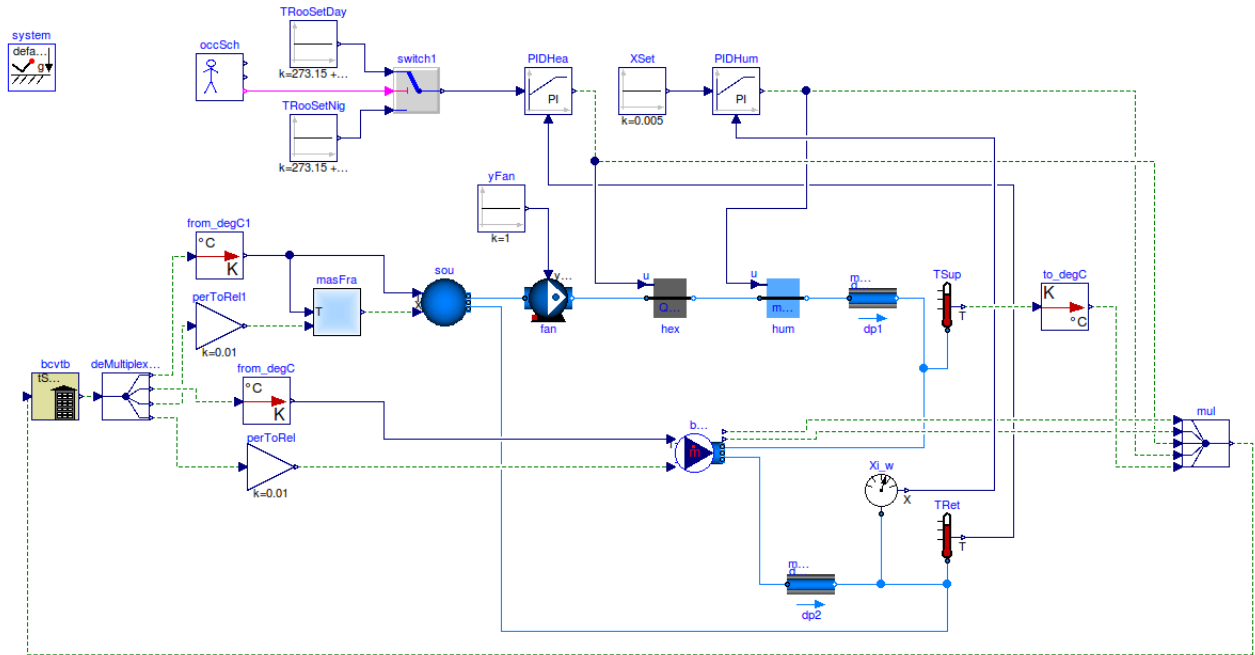 system
defa...
g
occSch
TRooSetDay
k=273.15 +...
switch1
TRooSetNig
k=273.15 +...
PIDHea
PI
XSet
k=0.005
PIDHum
PI
yFan
k=1
from_degC1
°C
K
perToRel1
k=0.01
masFra
T
sou
T
X
y...
fan
u
Q...
hex
u
m...
hum
m...
d
dp1
TSup
T
to_degC
K
°C
bcvtb
tS...
deMultiplex...
from_degC
°C
K
perToRel
k=0.01
b...
ṁ
mul
Xi_w
X
TRet
T
m...
d
dp2